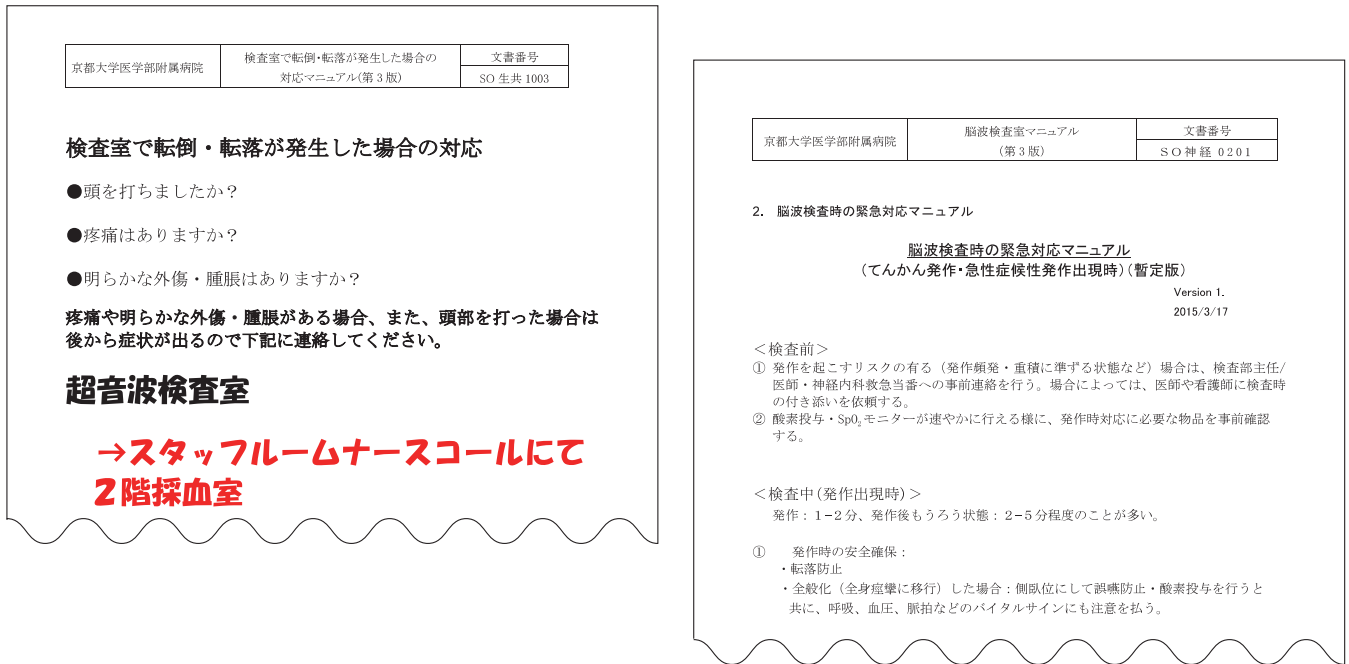 京都大学医学部附属病院
検査室で転倒・転落が発生した場合の
対応マニュアル(第3版)
文書番号
SO 生共 1003
検査室で転倒・転落が発生した場合の対応
●頭を打ちましたか？
●疼痛はありますか？
●明らかな外傷・腫脹はありますか？
疼痛や明らかな外傷・腫脹がある場合、また、頭部を打った場合は
後から症状が出るので下記に連絡してください。
超音波検査室
→スタッフルームナースコールにて
２階採血室
京都大学医学部附属病院
脳波検査室マニュアル
(第3版)
文書番号
ＳＯ神経 0201
2. 脳波検査時の緊急対応マニュアル
脳波検査時の緊急対応マニュアル
（てんかん発作・急性症候性発作出現時）（暫定版）
Version 1.
2015/3/17
＜検査前＞
① 発作を起こすリスクの有る（発作頻発・重積に準ずる状態など）場合は、検査部主任/
医師・神経内科救急当番への事前連絡を行う。場合によっては、医師や看護師に検査時
の付き添いを依頼する。
② 酸素投与・SpO₂モニターが速やかに行える様に、発作時対応に必要な物品を事前確認
する。
＜検査中(発作出現時)＞
発作：１−２分、発作後もうろう状態：２−５分程度のことが多い。
① 発作時の安全確保：
・転落防止
・全般化（全身痙攣に移行）した場合：側臥位にして誤嚥防止・酸素投与を行うと
共に、呼吸、血圧、脈拍などのバイタルサインにも注意を払う。